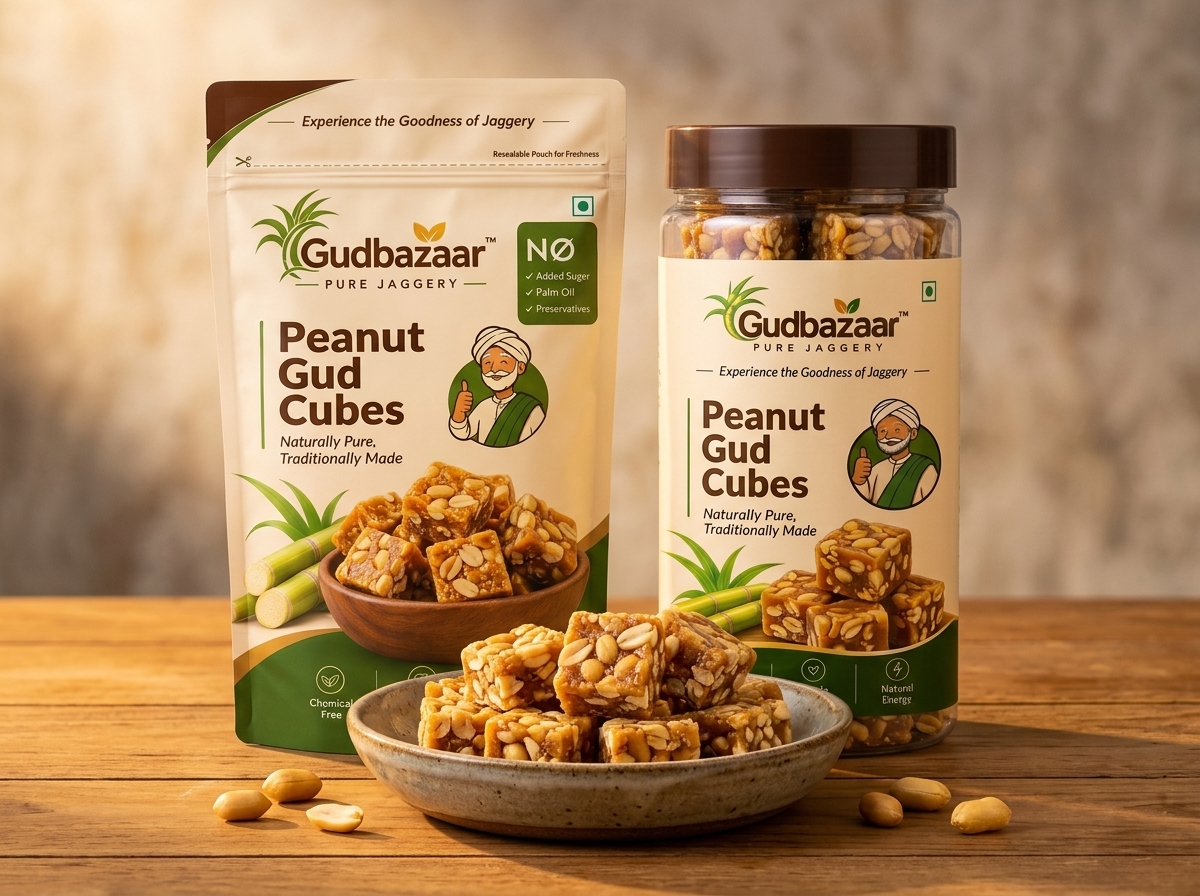 Experience the Goodness of Jaggery
Resealable Pouch for Freshness
Gudbazaar™
PURE JAGGERY
NO
Added Suger
Palm Oil
Preservatives
Peanut
Gud
Cubes
Naturally Pure,
Traditionally Made
Chemical
Free
Gudbazaar™
PURE JAGGERY
Experience the Goodness of Jaggery
Peanut
Gud
Cubes
Naturally Pure,
Traditionally Made
Natural
Energy